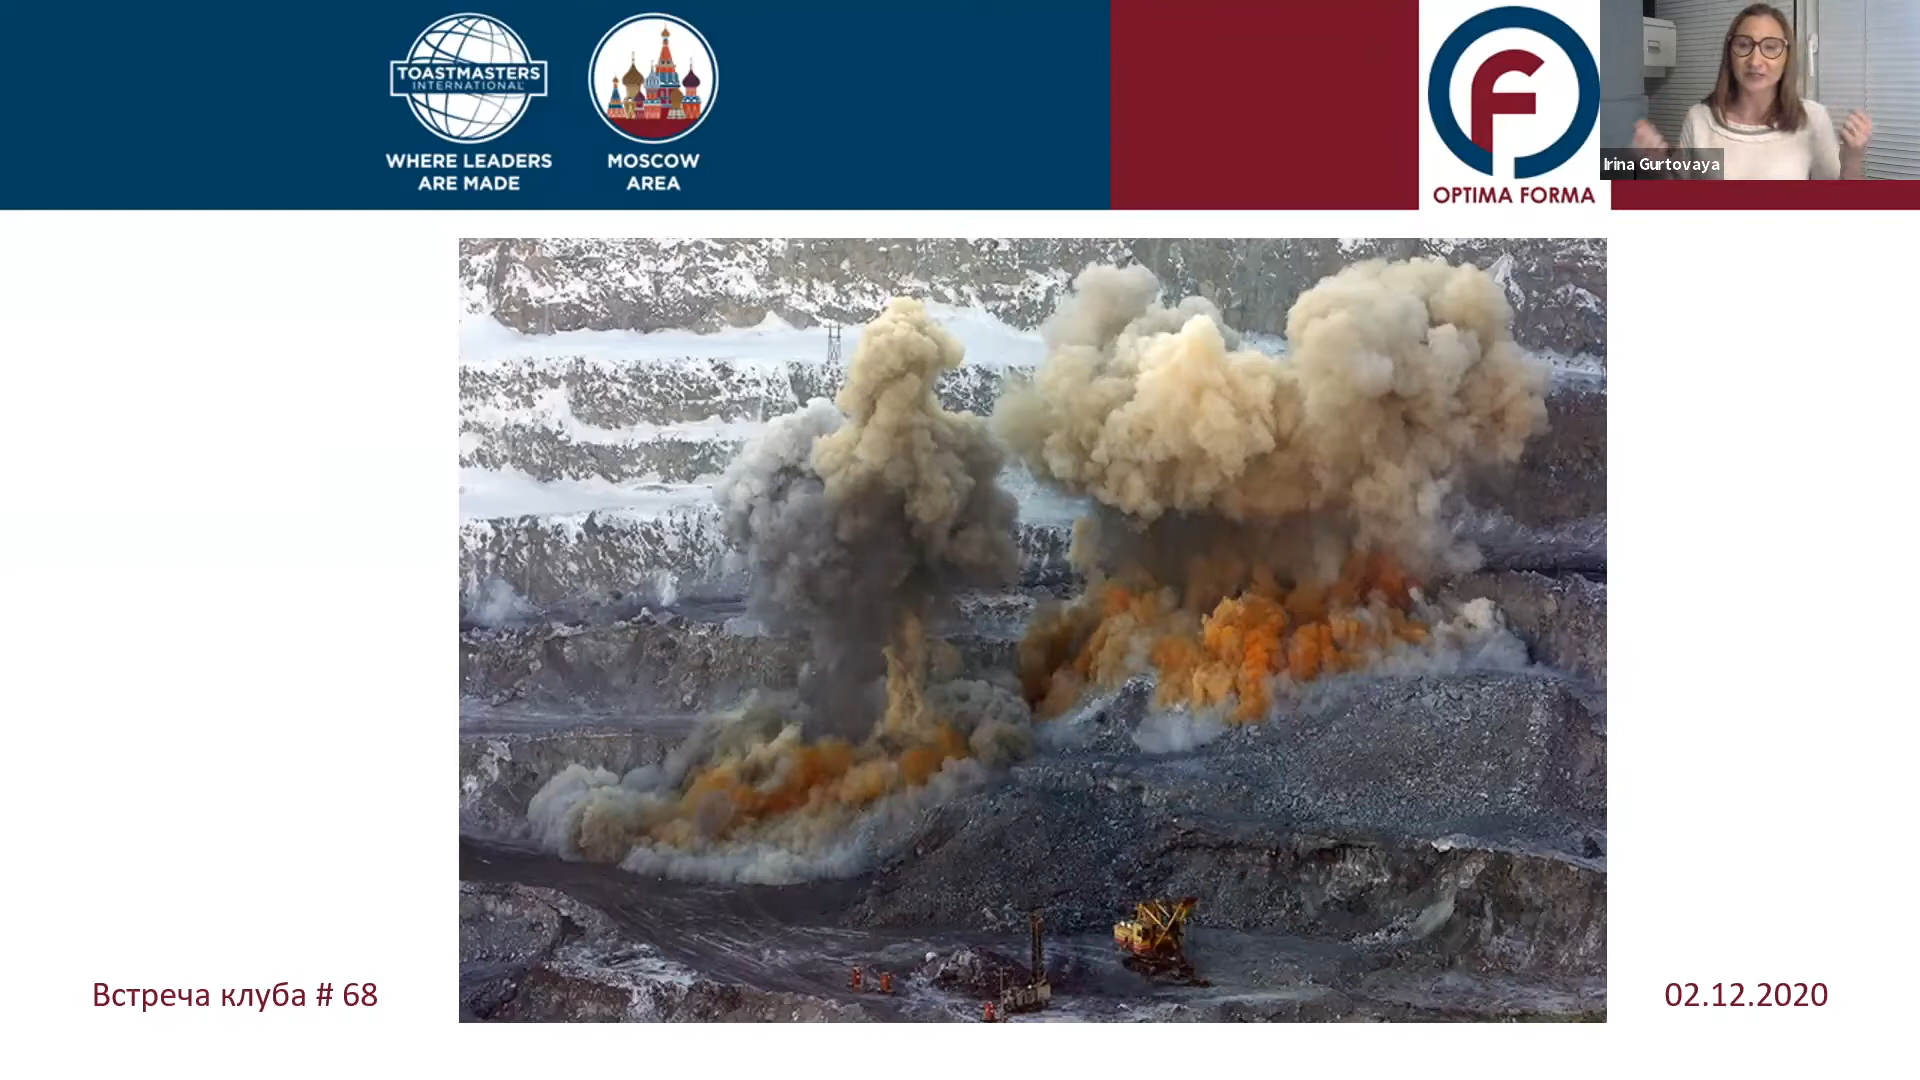 TOASTMASTERS
INTERNATIONAL
WHERE LEADERS
ARE MADE
MOSCOW
AREA
OPTIMA FORMA
Irina Gurtovaya
Встреча клуба # 68
02.12.2020